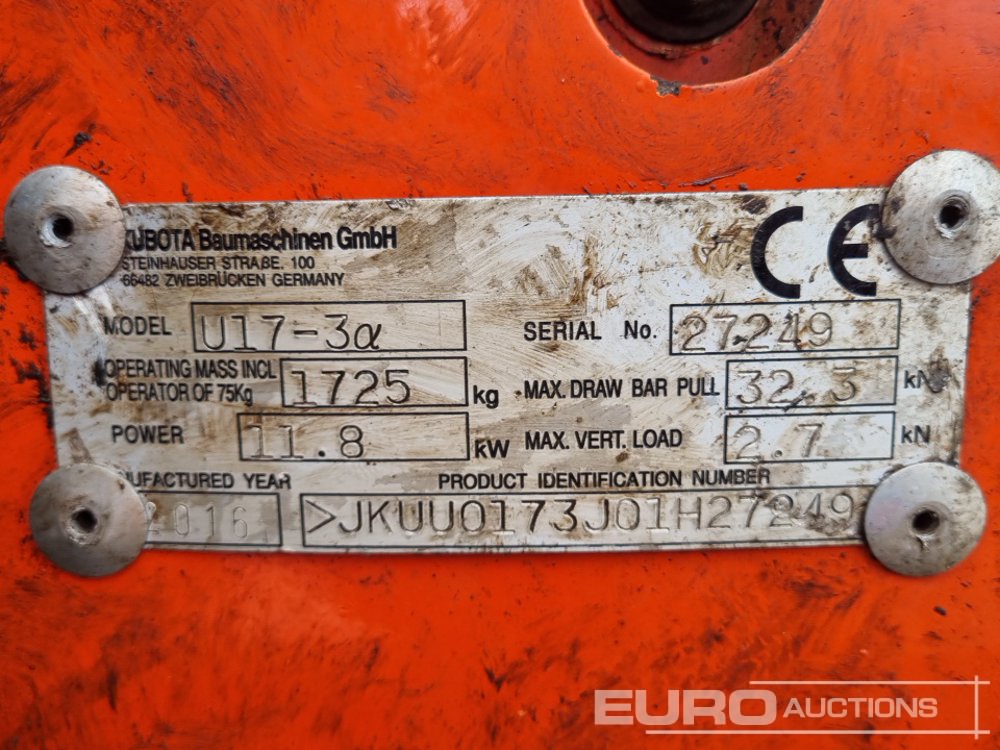 KUBOTA Baumaschinen GmbH
STEINHAUSER STRAßE. 100
66482 ZWEIBRÜCKEN GERMANY
CE
MODEL U17-3α SERIAL No. 27249
OPERATING MASS INCL OPERATOR OF 75Kg 1725 kg MAX. DRAW BAR PULL 32,3 kN
POWER 11.8 kW MAX. VERT. LOAD 2.7 kN
MANUFACTURED YEAR PRODUCT IDENTIFICATION NUMBER
2016 >JKUU0173J01H27249
EURO AUCTIONS